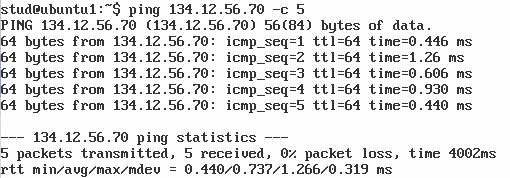 stud@ubuntu1:~$ ping 134.12.56.70 -c 5
PING 134.12.56.70 (134.12.56.70) 56(84) bytes of data.
64 bytes from 134.12.56.70: icmp_seq=1 ttl=64 time=0.446 ms
64 bytes from 134.12.56.70: icmp_seq=2 ttl=64 time=1.26 ms
64 bytes from 134.12.56.70: icmp_seq=3 ttl=64 time=0.606 ms
64 bytes from 134.12.56.70: icmp_seq=4 ttl=64 time=0.930 ms
64 bytes from 134.12.56.70: icmp_seq=5 ttl=64 time=0.440 ms
--- 134.12.56.70 ping statistics ---
5 packets transmitted, 5 received, 0% packet loss, time 4002ms
rtt min/avg/max/mdev = 0.440/0.737/1.266/0.319 ms